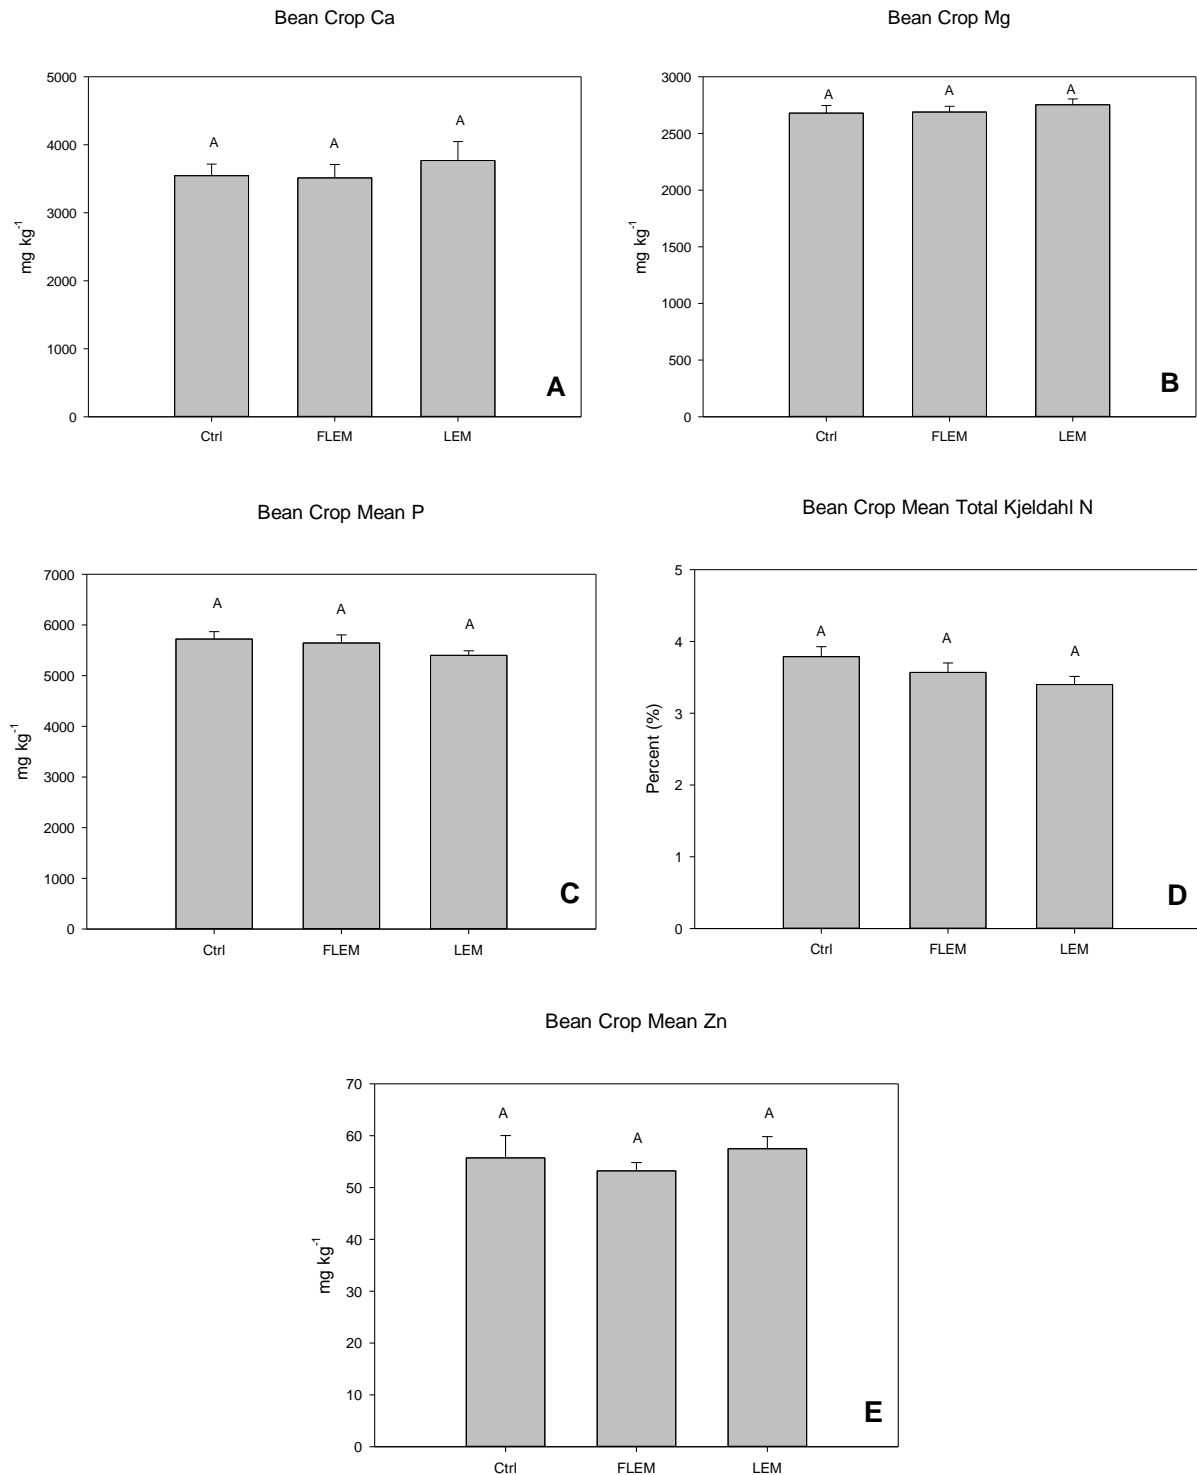 Bean Crop Ca
5000
4000
3000
2000
1000
0
mg kg-1
A
A
A
A
Ctrl
FLEM
LEM
Bean Crop Mg
3000
2500
2000
1500
1000
500
0
mg kg-1
A
A
A
B
Ctrl
FLEM
LEM
Bean Crop Mean P
7000
6000
5000
4000
3000
2000
1000
0
mg kg-1
A
A
A
C
Ctrl
FLEM
LEM
Bean Crop Mean Total Kjeldahl N
5
4
3
2
1
0
Percent (%)
A
A
A
D
Ctrl
FLEM
LEM
Bean Crop Mean Zn
70
60
50
40
30
20
10
0
mg kg-1
A
A
A
E
Ctrl
FLEM
LEM